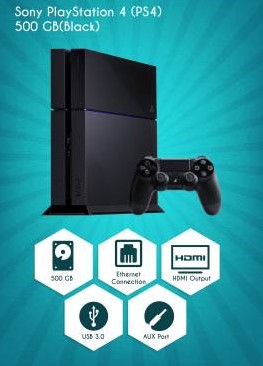 Sony PlayStation 4 (PS4)
500 GB(Black)
500 GB
Ethernet
Connection
HDMI
HDMI Output
USB 3.0
AUX Port